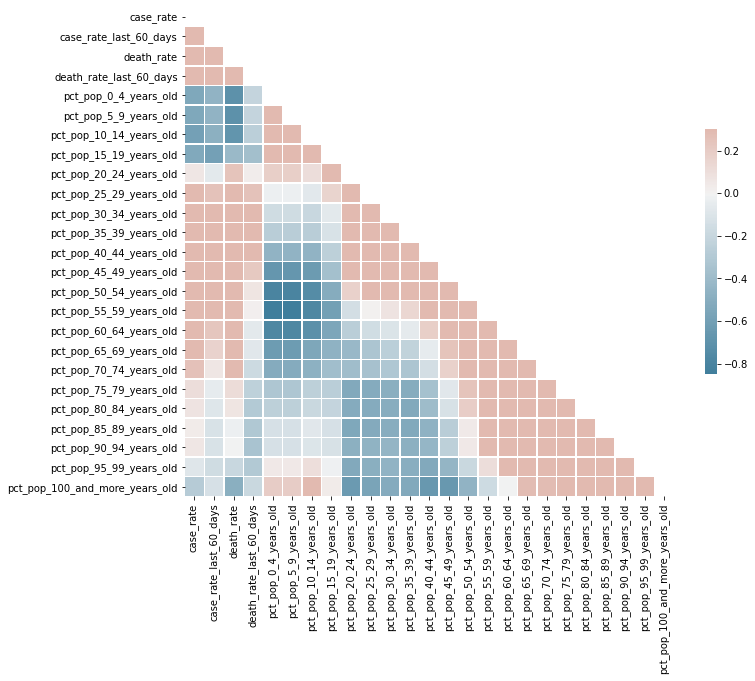 case_rate
case_rate_last_60_days
death_rate
death_rate_last_60_days
pct_pop_0_4_years_old
pct_pop_5_9_years_old
pct_pop_10_14_years_old
pct_pop_15_19_years_old
pct_pop_20_24_years_old
pct_pop_25_29_years_old
pct_pop_30_34_years_old
pct_pop_35_39_years_old
pct_pop_40_44_years_old
pct_pop_45_49_years_old
pct_pop_50_54_years_old
pct_pop_55_59_years_old
pct_pop_60_64_years_old
pct_pop_65_69_years_old
pct_pop_70_74_years_old
pct_pop_75_79_years_old
pct_pop_80_84_years_old
pct_pop_85_89_years_old
pct_pop_90_94_years_old
pct_pop_95_99_years_old
pct_pop_100_and_more_years_old
case_rate
case_rate_last_60_days
death_rate
death_rate_last_60_days
pct_pop_0_4_years_old
pct_pop_5_9_years_old
pct_pop_10_14_years_old
pct_pop_15_19_years_old
pct_pop_20_24_years_old
pct_pop_25_29_years_old
pct_pop_30_34_years_old
pct_pop_35_39_years_old
pct_pop_40_44_years_old
pct_pop_45_49_years_old
pct_pop_50_54_years_old
pct_pop_55_59_years_old
pct_pop_60_64_years_old
pct_pop_65_69_years_old
pct_pop_70_74_years_old
pct_pop_75_79_years_old
pct_pop_80_84_years_old
pct_pop_85_89_years_old
pct_pop_90_94_years_old
pct_pop_95_99_years_old
pct_pop_100_and_more_years_old
0.2
0.0
−0.2
−0.4
−0.6
−0.8